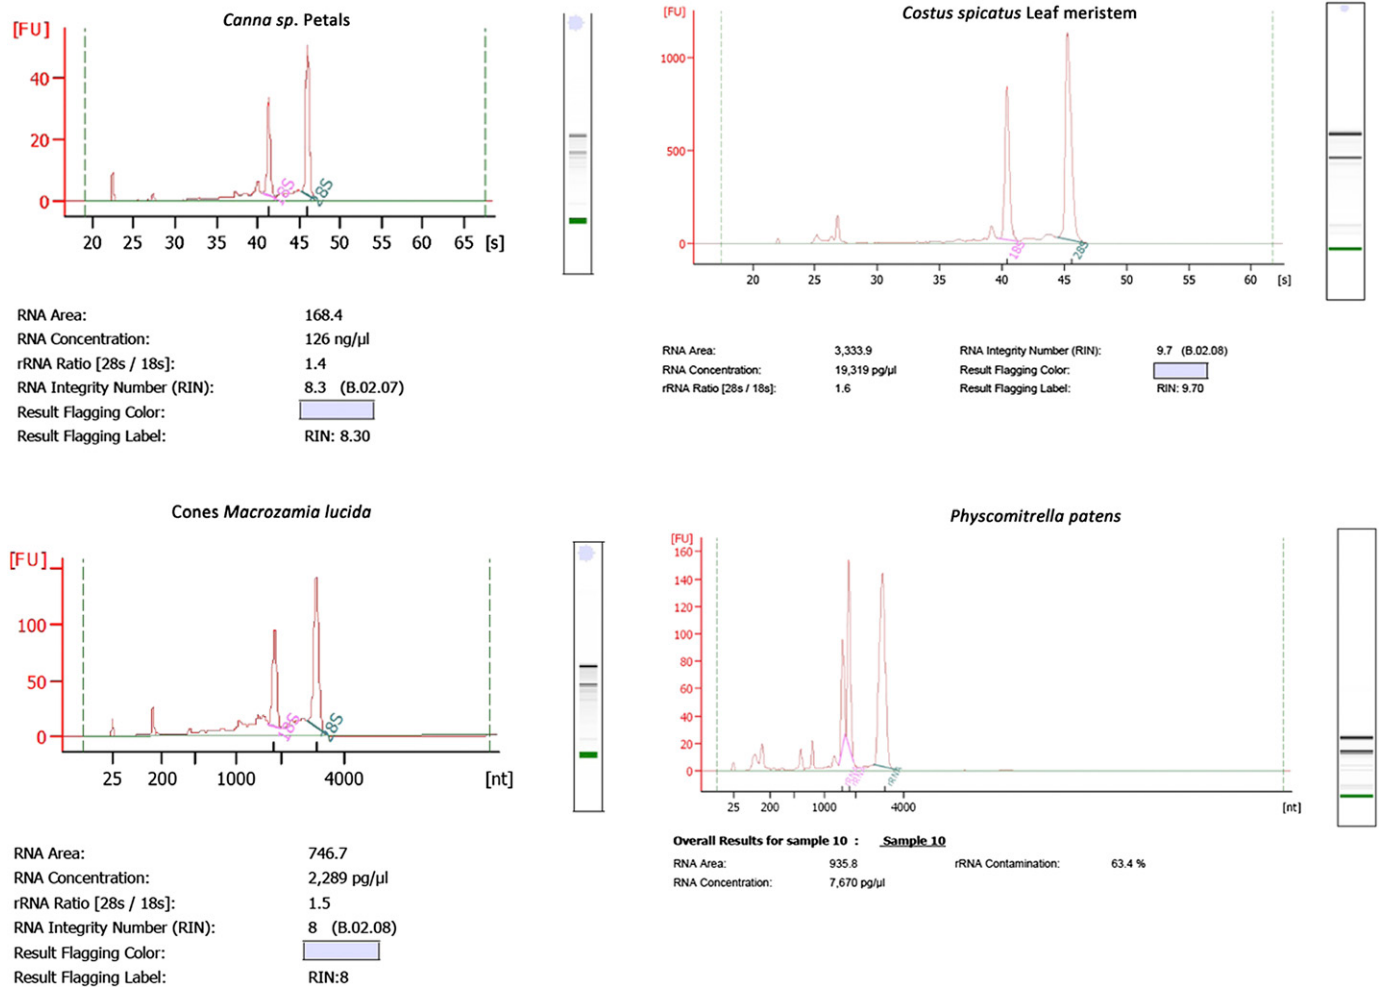 Canna sp. Petals
[FU]
40
20
0
18S
28S
20 25 30 35 40 45 50 55 60 65 [s]
RNA Area: 168.4
RNA Concentration: 126 ng/µl
rRNA Ratio [28s / 18s]: 1.4
RNA Integrity Number (RIN): 8.3 (B.02.07)
Result Flagging Color:
Result Flagging Label: RIN: 8.30
Costus spicatus Leaf meristem
[FU]
1000
500
0
18S
28S
20 25 30 35 40 45 50 55 60 [s]
RNA Area: 3,333.9 RNA Integrity Number (RIN): 9.7 (B.02.08)
RNA Concentration: 19,319 pg/µl Result Flagging Color:
rRNA Ratio [28s / 18s]: 1.6 Result Flagging Label: RIN: 9.70
Cones Macrozamia lucida
[FU]
100
50
0
18S
28S
25 200 1000 4000 [nt]
RNA Area: 746.7
RNA Concentration: 2,289 pg/µl
rRNA Ratio [28s / 18s]: 1.5
RNA Integrity Number (RIN): 8 (B.02.08)
Result Flagging Color:
Result Flagging Label: RIN:8
Physcomitrella patens
[FU]
160
140
120
100
80
60
40
20
0
25 200 1000 4000 [nt]
Overall Results for sample 10 : Sample 10
RNA Area: 935.8 rRNA Contamination: 63.4 %
RNA Concentration: 7,670 pg/µl